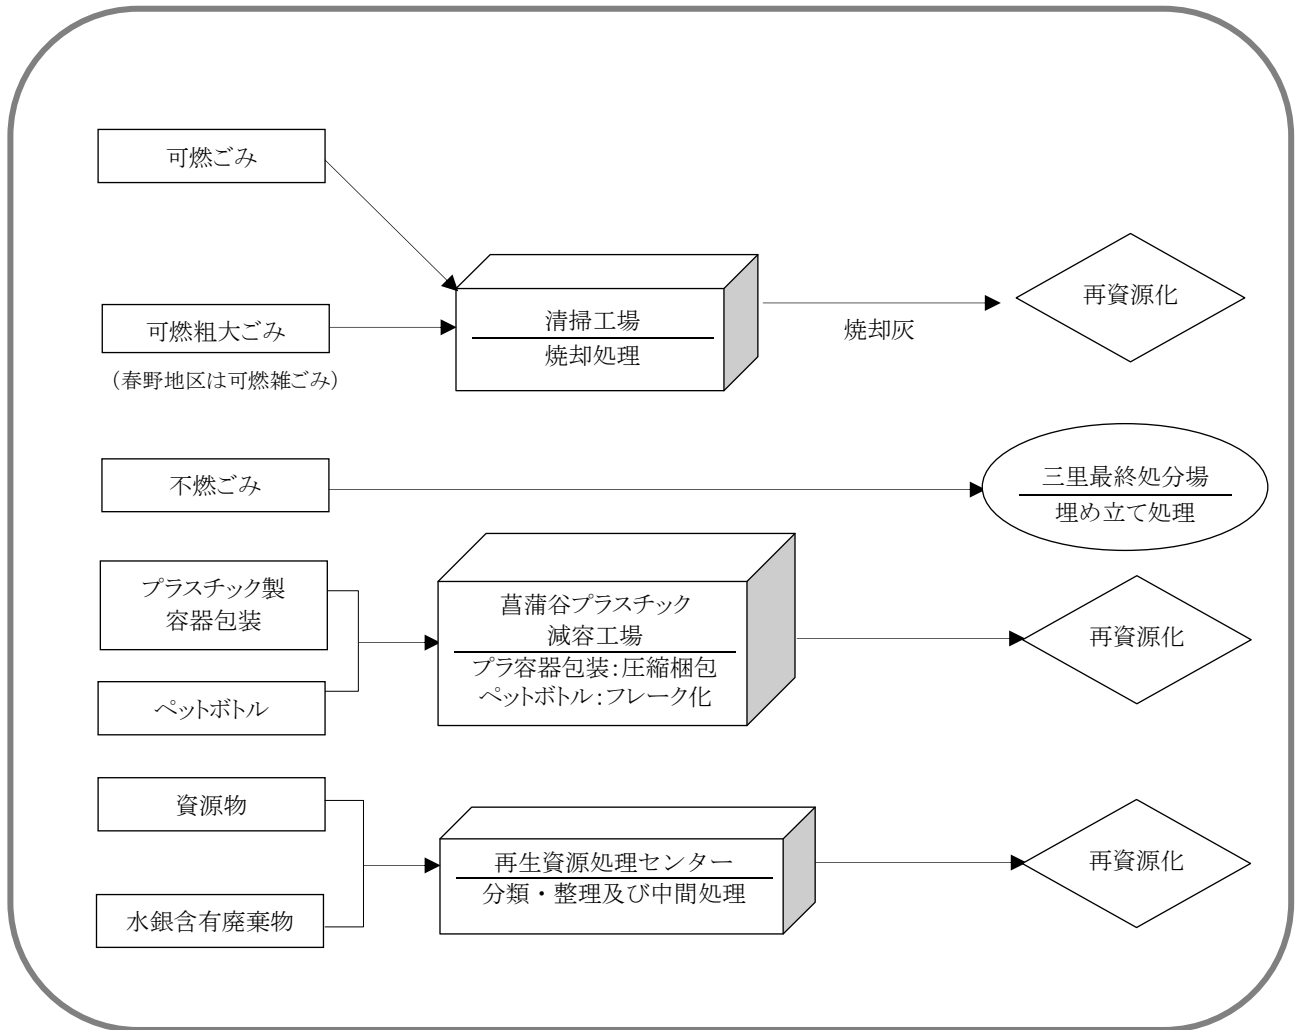 可燃ごみ
可燃粗大ごみ
（春野地区は可燃雑ごみ）
清掃工場
焼却処理
焼却灰
再資源化
不燃ごみ
三里最終処分場
埋め立て処理
プラスチック製
容器包装
ペットボトル
菖蒲谷プラスチック
減容工場
プラ容器包装：圧縮梱包
ペットボトル：フレーク化
再資源化
資源物
水銀含有廃棄物
再生資源処理センター
分類・整理及び中間処理
再資源化